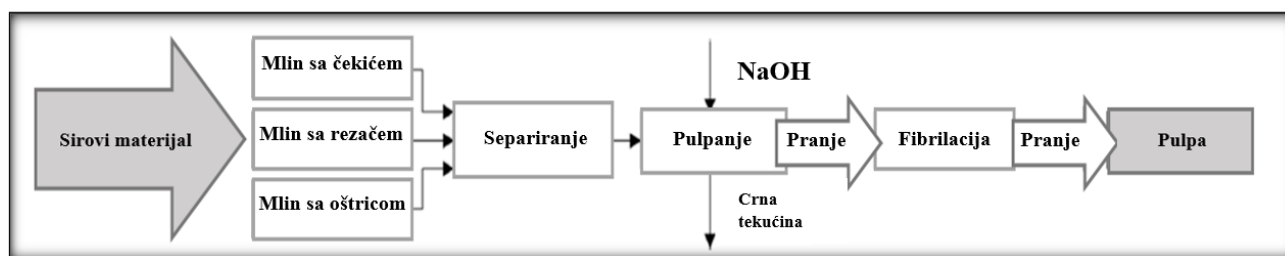 Sirovi materijal
Mlin sa čekićem
Mlin sa rezačem
Mlin sa oštricom
Separiranje
NaOH
Pulpanje
Crna
tekućina
Pranje
Fibrilacija
Pranje
Pulpa